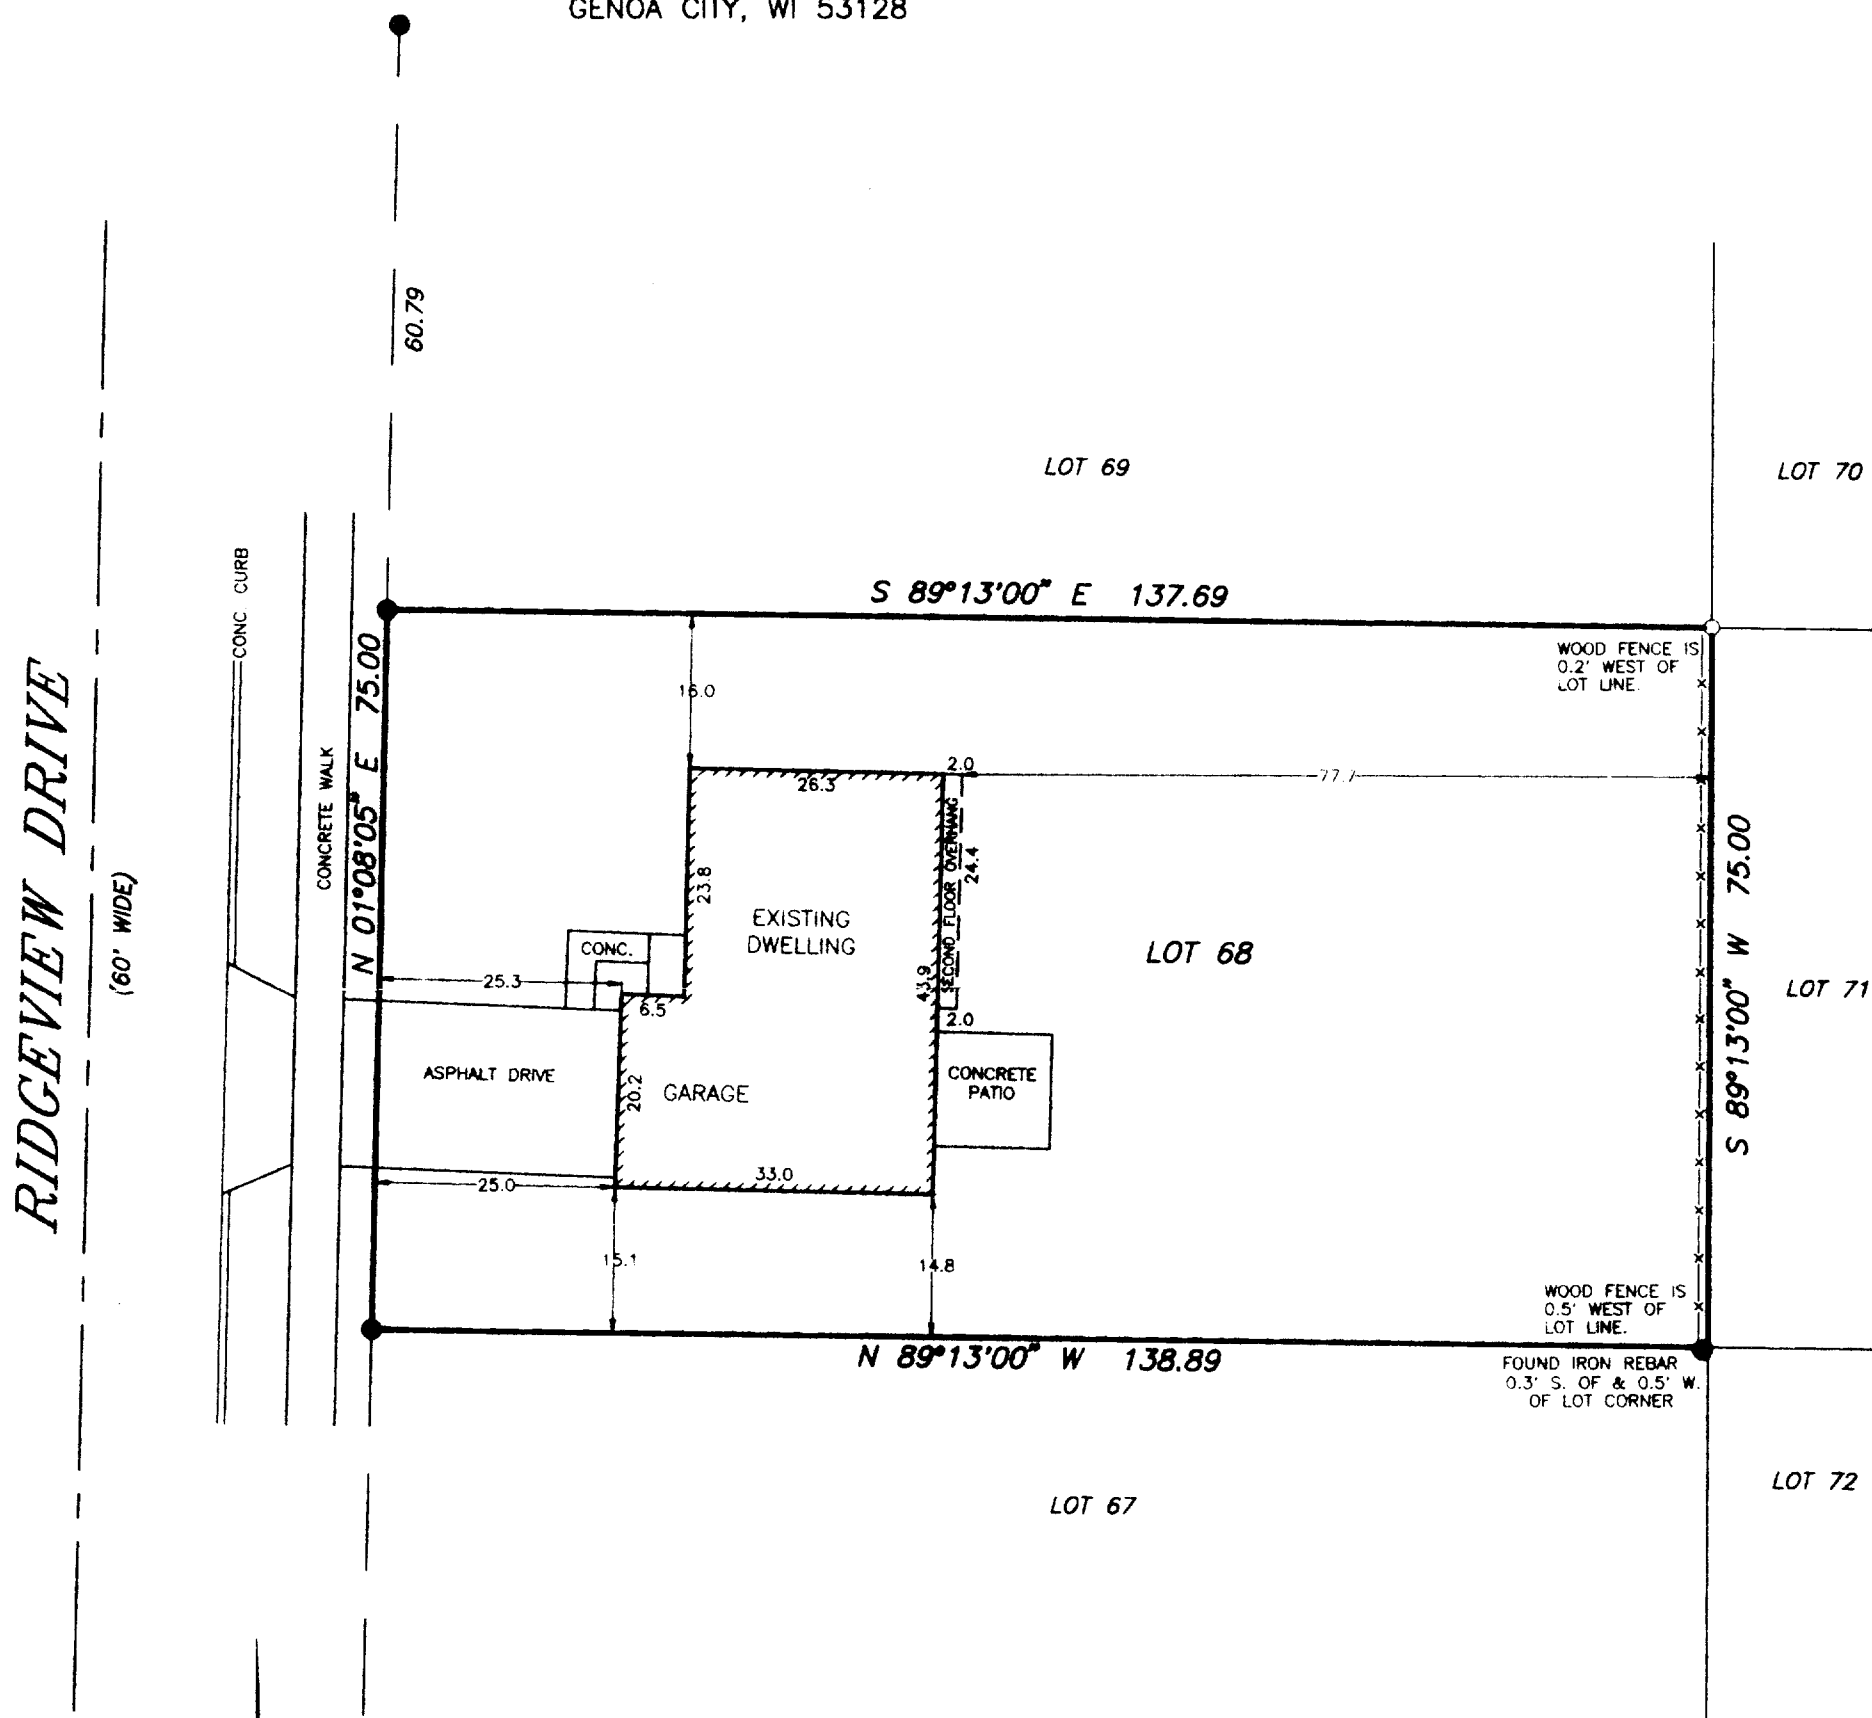 GENOA CITY, WI 53128
60.79
LOT 69
LOT 70
CONC CURB
S 89°13'00" E 137.69
N 01°08'05" E 75.00
WOOD FENCE IS
0.2' WEST OF
LOT LINE.
16.0
RIDGEVIEW DRIVE
(60' WIDE)
CONCRETE WALK
26.3
2.0
77.7
23.8
SECOND FLOOR OVERHANG
24.4
EXISTING
DWELLING
S 89°13'00" W 75.00
CONC.
LOT 68
25.3
43.9
LOT 71
6.5
2.0
ASPHALT DRIVE
20.2
GARAGE
CONCRETE
PATIO
33.0
25.0
15.1
14.8
WOOD FENCE IS
0.5' WEST OF
LOT LINE.
N 89°13'00" W 138.89
FOUND IRON REBAR
0.3' S. OF & 0.5' W.
OF LOT CORNER
LOT 67
LOT 72